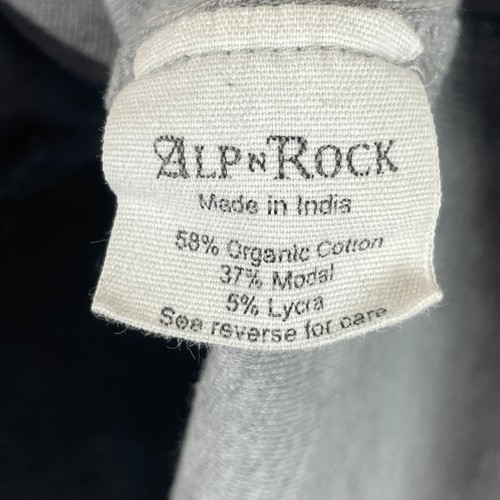 ALP N ROCK
Made in India
58% Organic Cotton
37% Modal
5% Lycra
See reverse for care